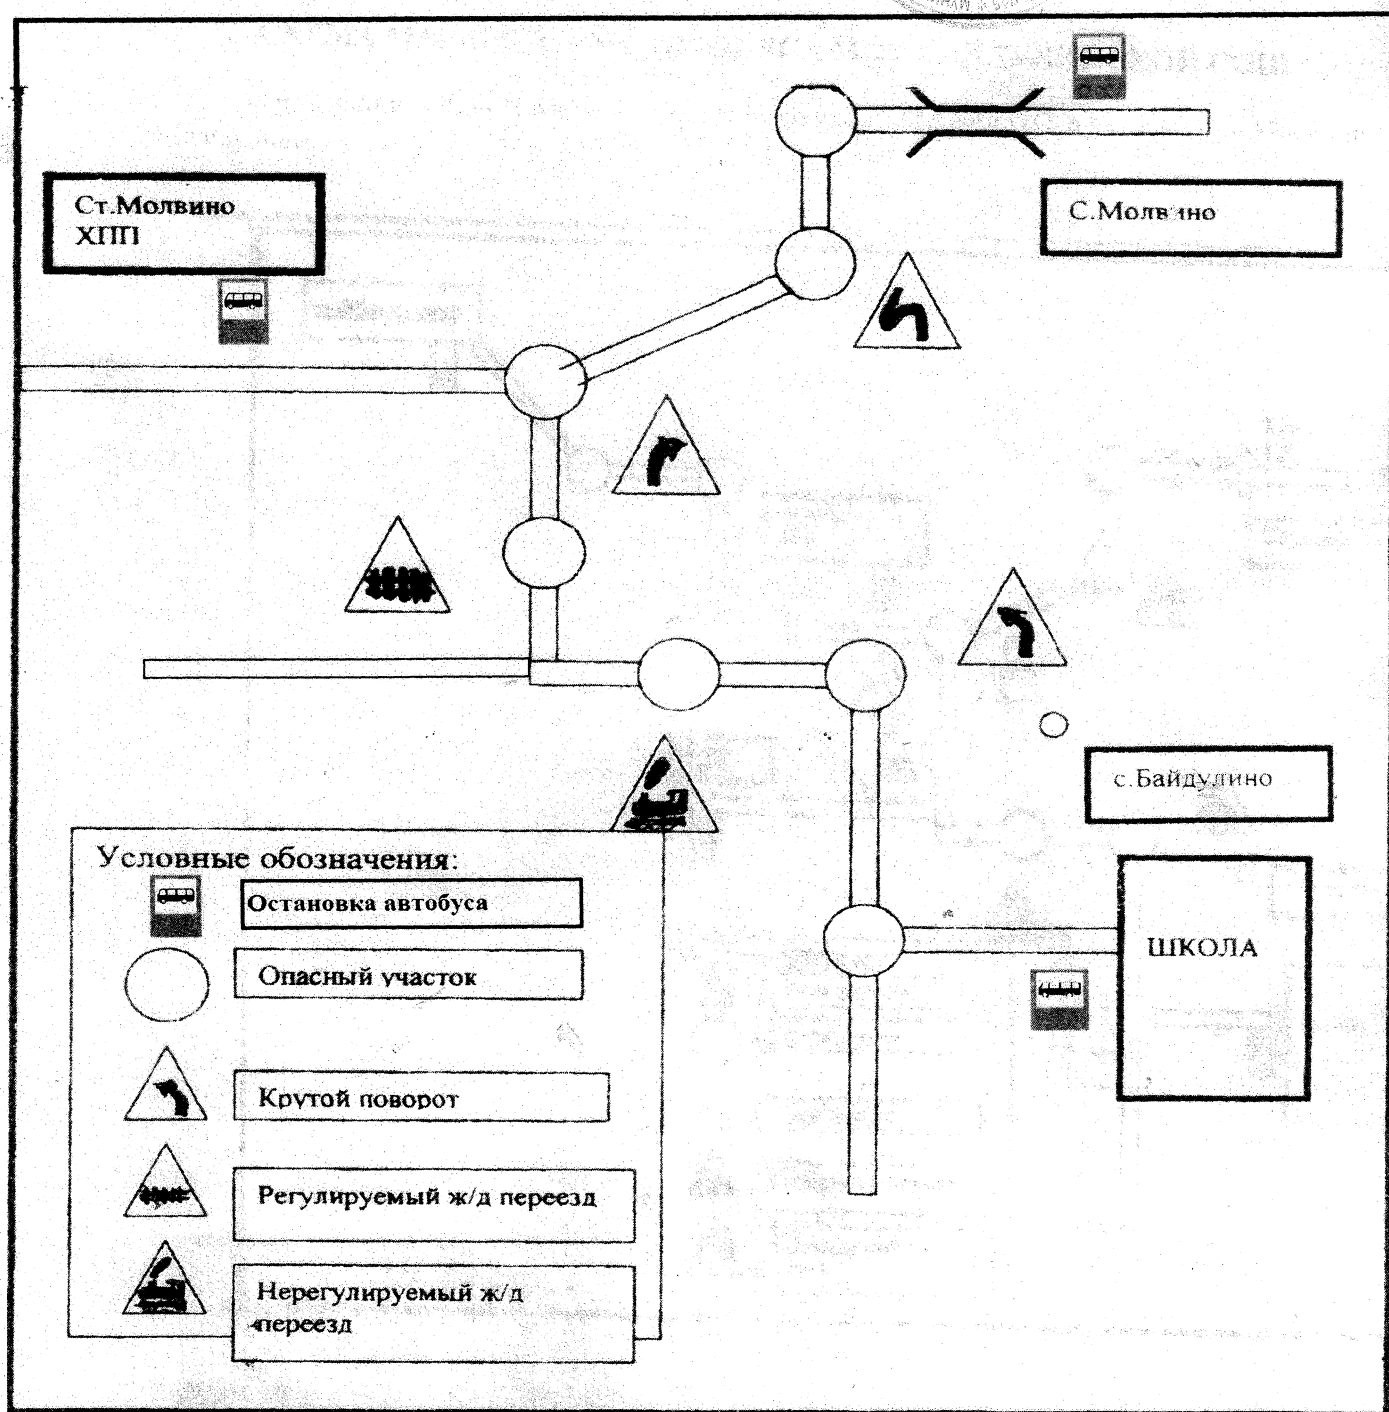 Ст.Молвино
ХПП
С.Молвино
с.Байдулино
Условные обозначения:
Остановка автобуса
Опасный участок
ШКОЛА
Крутой поворот
Регулируемый ж/д переезд
Нерегулируемый ж/д
переезд